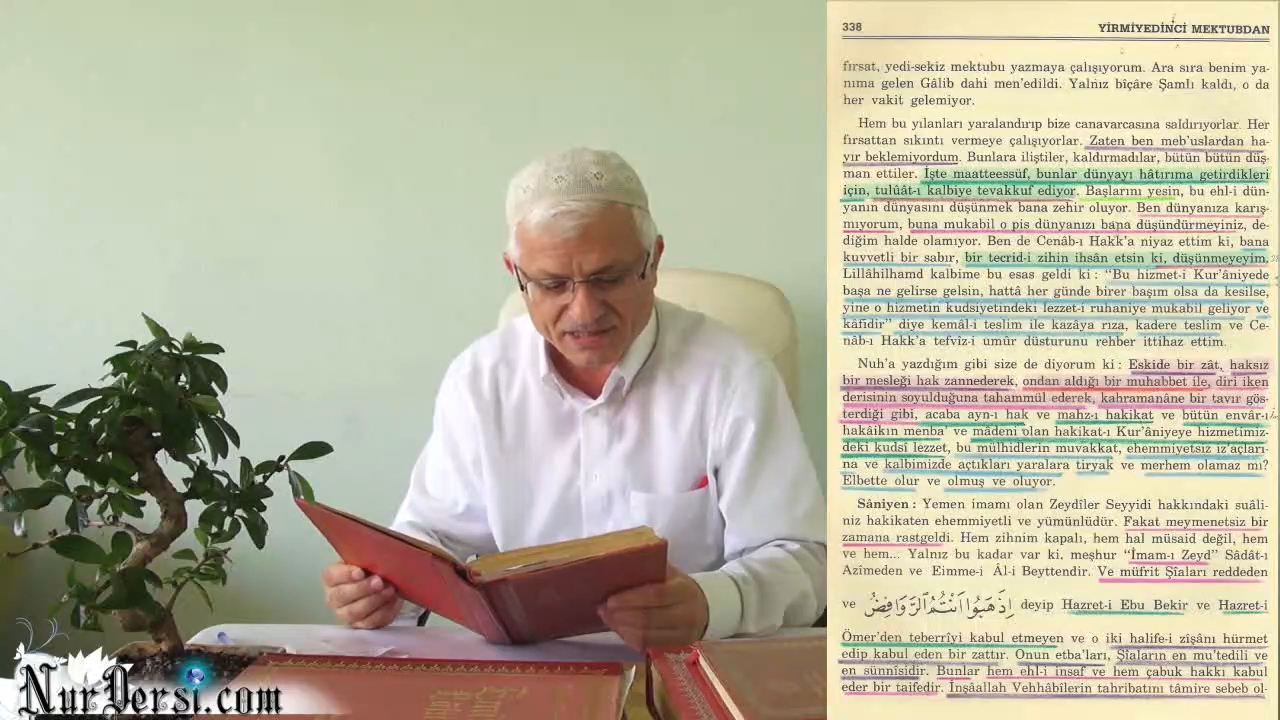 338 YİRMİYEDİNCİ MEKTUBDAN
fırsat, yedi-sekiz mektubu yazmaya çalışıyorum. Ara sıra benim ya-
nıma gelen Gâlib dahi men'edildi. Yalnız bîçâre Şamlı kaldı, o da
her vakit gelemiyor.
Hem bu yılanları yaralandırıp bize canavarcasına saldırıyorlar. Her
fırsattan sıkıntı vermeye çalışıyorlar. Zaten ben meb'uslardan ha-
yır beklemiyordum. Bunlara iliştiler, kaldırmadılar, bütün bütün düş-
man ettiler. İşte maatteessüf, bunlar dünyayı hâtırıma getirdikleri
için, tulûât-ı kalbiye tevakkuf ediyor. Başlarını yesin, bu ehl-i dün-
yanın dünyasını düşünmek bana zehir oluyor. Ben dünyanıza karış-
mıyorum, buna mukabil o pis dünyanızı bana düşündürmeyiniz, de-
diğim halde olamıyor. Ben de Cenâb-ı Hakk'a niyaz ettim ki, bana
kuvvetli bir sabır, bir tecrid-i zihin ihsân etsin ki, düşünmeyeyim.
Lillâhilhamd kalbime bu esas geldi ki : "Bu hizmet-i Kur'âniyede
başa ne gelirse gelsin, hattâ her günde birer başım olsa da kesilse,
yine o hizmetin kudsiyetindeki lezzet-i ruhaniye mukabil geliyor ve
kâfidir" diye kemâl-i teslim ile kazâya rıza, kadere teslim ve Ce-
nâb-ı Hakk'a tefviz-i umûr düsturunu rehber ittihaz ettim.
Nuh'a yazdığım gibi size de diyorum ki : Eskide bir zât, haksız
bir mesleği hak zannederek, ondan aldığı bir muhabbet ile, diri iken
derisinin soyulduğuna tahammül ederek, kahramanâne bir tavır gös-
terdiği gibi, acaba ayn-ı hak ve mahz-ı hakikat ve bütün envâr-ı
hakâikın menba' ve mâdeni olan hakikat-ı Kur'âniyeye hizmetimiz-
deki kudsî lezzet, bu mülhidlerin muvakkat, ehemmiyetsiz iz'açları-
na ve kalbimizde açtıkları yaralara tiryak ve merhem olamaz mı?
Elbette olur ve olmuş ve oluyor.
Sâniyen : Yemen imamı olan Zeydîler Seyyidi hakkındaki suâli-
niz hakikaten ehemmiyetli ve yümünlüdür. Fakat meymenetsiz bir
zamana rastgeldi. Hem zihnim kapalı, hem hal müsaid değil, hem
ve hem... Yalnız bu kadar var ki, meşhur "İmam-ı Zeyd" Sâdât-ı
Azîmeden ve Eimme-i Âl-i Beyttendir. Ve müfrit Şîaları reddeden
ve اِذْهَبُوا اَنْتُمُ الرَّوَافِضُ deyip Hazret-i Ebu Bekir ve Hazret-i
Ömer'den teberrîyi kabul etmeyen ve o iki halife-i zîşânı hürmet
edip kabul eden bir zattır. Onun etba'ları, Şîaların en mu'tedili ve
en sünnîsidir. Bunlar hem ehl-i insaf ve hem çabuk hakkı kabul
eder bir taifedir. İnşâallah Vehhâbîlerin tahribatını tâmire sebeb ol-
NurDersi.com